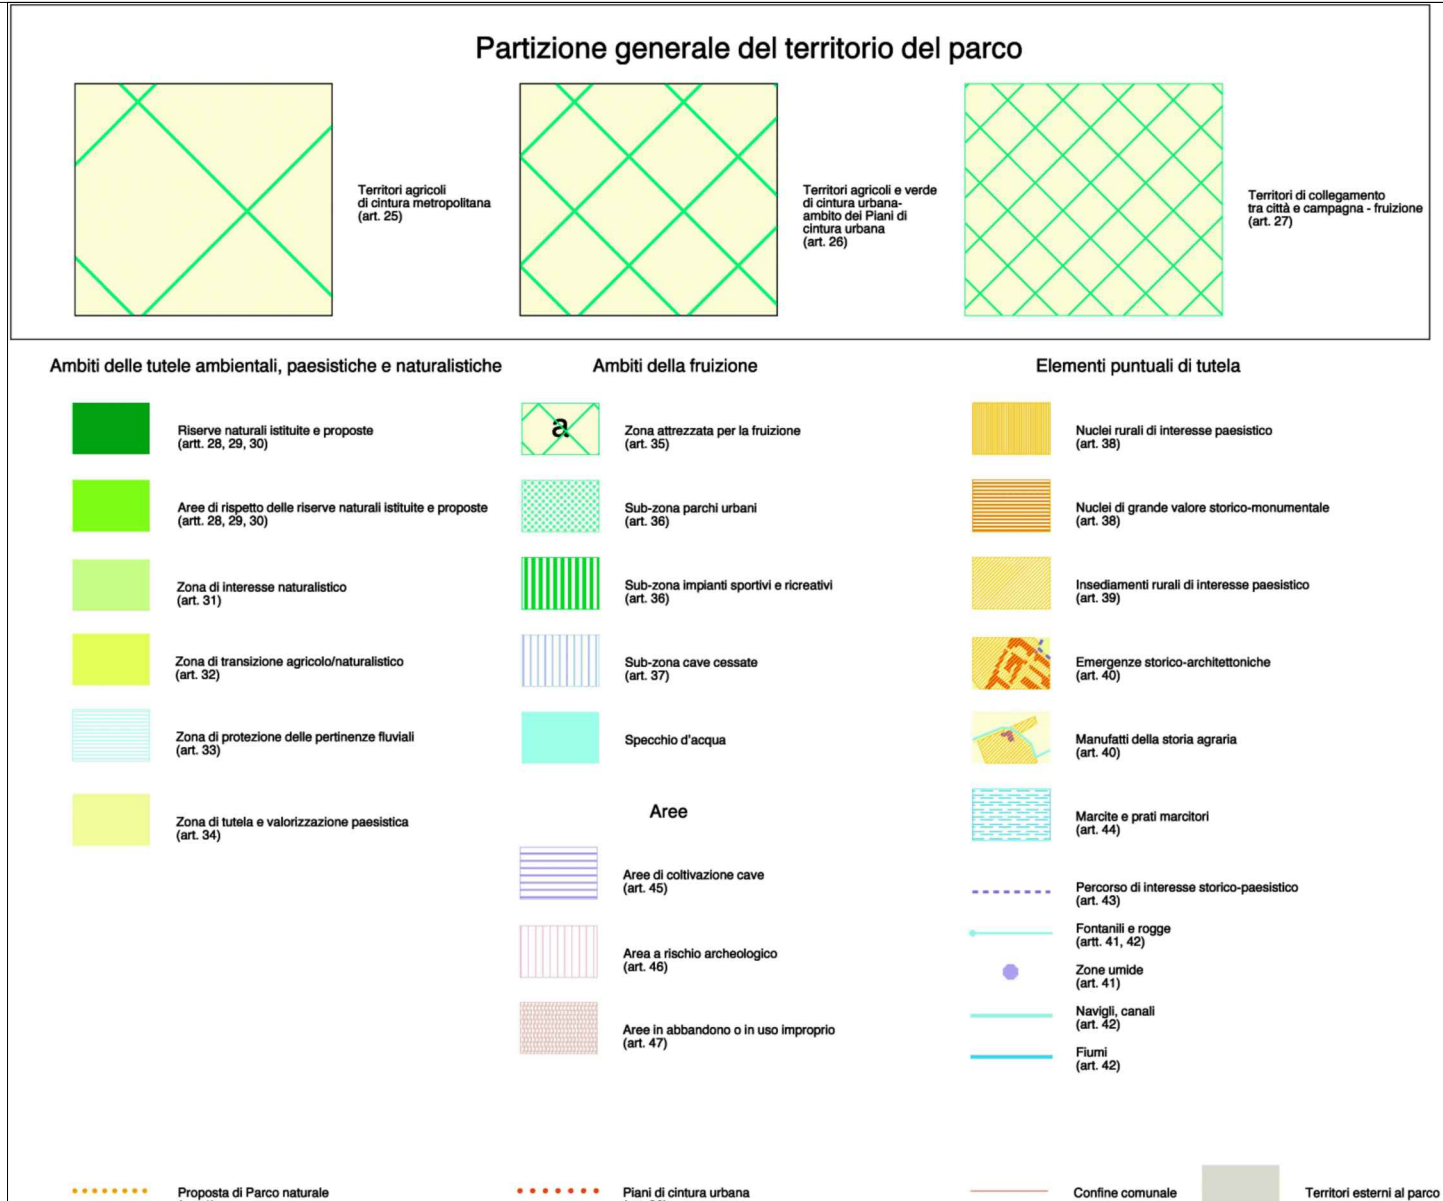 Partizione generale del territorio del parco
Territori agricoli
di cintura metropolitana
(art. 25)
Territori agricoli e verde
di cintura urbana-
ambito dei Piani di
cintura urbana
(art. 26)
Territori di collegamento
tra città e campagna - fruizione
(art. 27)
Ambiti delle tutele ambientali, paesistiche e naturalistiche
Riserve naturali istituite e proposte
(artt. 28, 29, 30)
Aree di rispetto delle riserve naturali istituite e proposte
(artt. 28, 29, 30)
Zona di interesse naturalistico
(art. 31)
Zona di transizione agricolo/naturalistico
(art. 32)
Zona di protezione delle pertinenze fluviali
(art. 33)
Zona di tutela e valorizzazione paesistica
(art. 34)
Ambiti della fruizione
a
Zona attrezzata per la fruizione
(art. 35)
Sub-zona parchi urbani
(art. 36)
Sub-zona impianti sportivi e ricreativi
(art. 36)
Sub-zona cave cessate
(art. 37)
Specchio d'acqua
Aree
Aree di coltivazione cave
(art. 45)
Area a rischio archeologico
(art. 46)
Aree in abbandono o in uso improprio
(art. 47)
Elementi puntuali di tutela
Nuclei rurali di interesse paesistico
(art. 38)
Nuclei di grande valore storico-monumentale
(art. 38)
Insediamenti rurali di interesse paesistico
(art. 39)
Emergenze storico-architettoniche
(art. 40)
Manufatti della storia agraria
(art. 40)
Marcite e prati marcitori
(art. 44)
Percorso di interesse storico-paesistico
(art. 43)
Fontanili e rogge
(artt. 41, 42)
Zone umide
(art. 41)
Navigli, canali
(art. 42)
Fiumi
(art. 42)
Proposta di Parco naturale
Piani di cintura urbana
Confine comunale
Territori esterni al parco